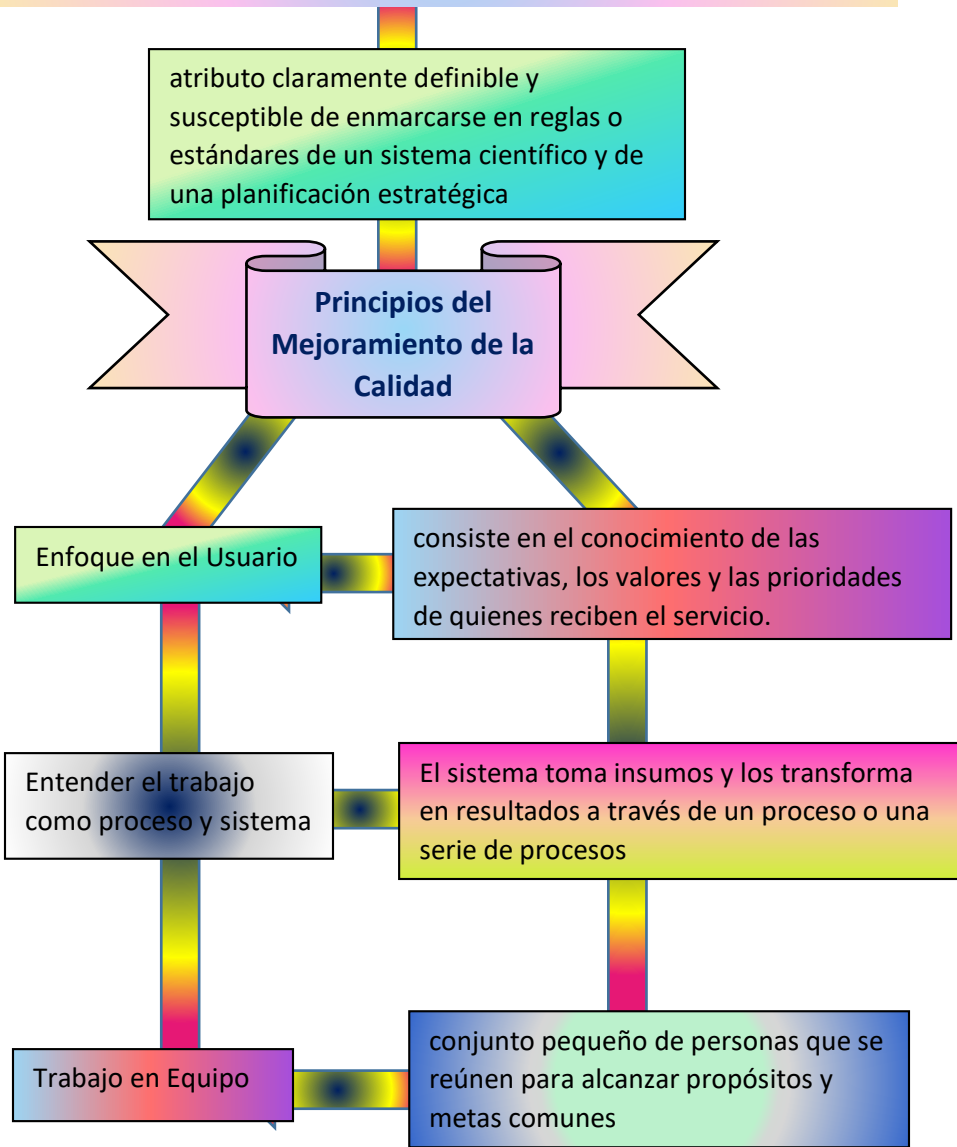 atributo claramente definible y
susceptible de enmarcarse en reglas o
estándares de un sistema científico y de
una planificación estratégica
Principios del
Mejoramiento de la
Calidad
Enfoque en el Usuario
consiste en el conocimiento de las
expectativas, los valores y las prioridades
de quienes reciben el servicio.
Entender el trabajo
como proceso y sistema
El sistema toma insumos y los transforma
en resultados a través de un proceso o una
serie de procesos
Trabajo en Equipo
conjunto pequeño de personas que se
reúnen para alcanzar propósitos y
metas comunes